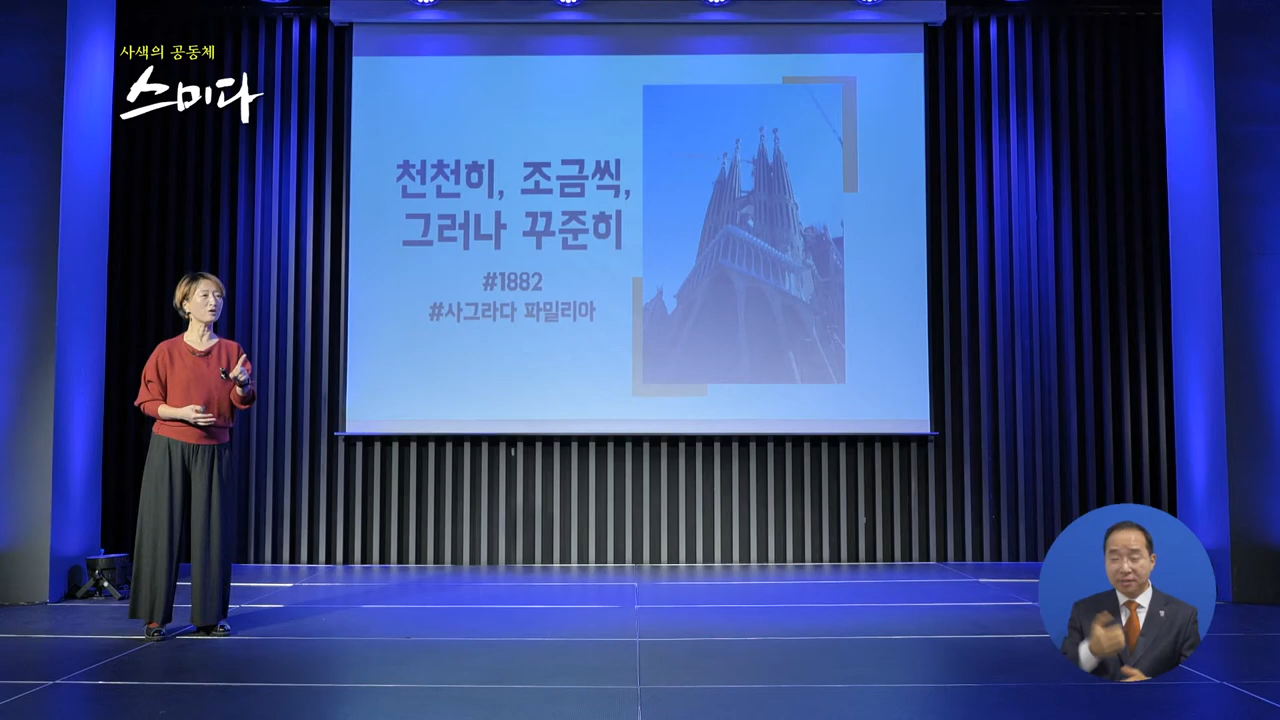 사색의 공동체
스미다
천천히, 조금씩,
그러나 꾸준히
#1882
#사그라다 파밀리아